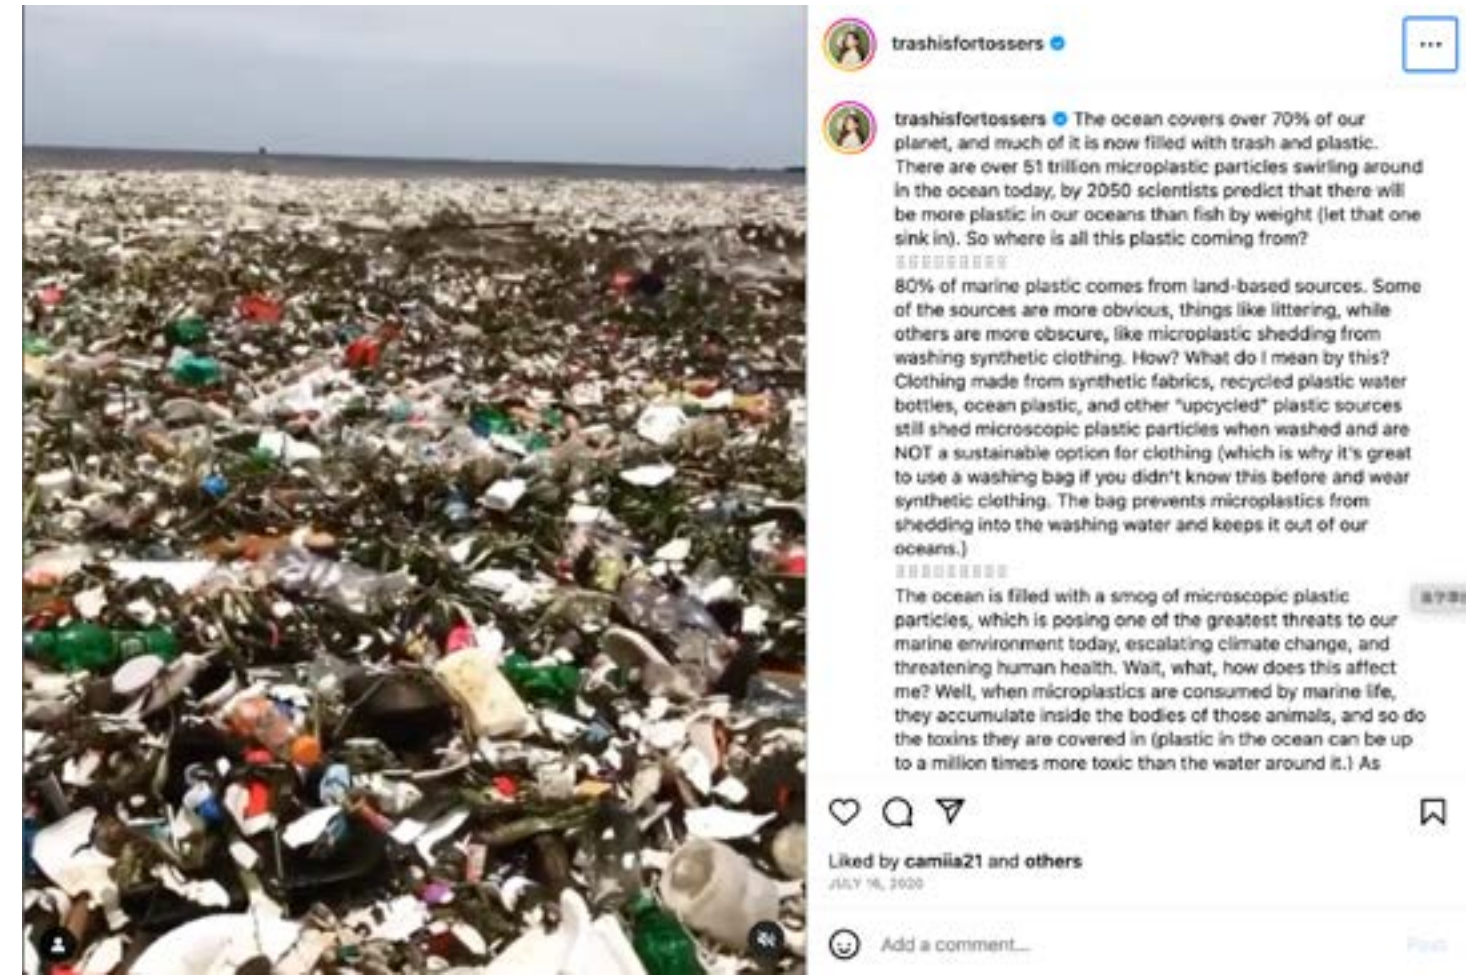 trashisfortossers
trashisfortossers The ocean covers over 70% of our
planet, and much of it is now filled with trash and plastic.
There are over 51 trillion microplastic particles swirling around
in the ocean today, by 2050 scientists predict that there will
be more plastic in our oceans than fish by weight (let that one
sink in). So where is all this plastic coming from?
80% of marine plastic comes from land-based sources. Some
of the sources are more obvious, things like littering, while
others are more obscure, like microplastic shedding from
washing synthetic clothing. How? What do I mean by this?
Clothing made from synthetic fabrics, recycled plastic water
bottles, ocean plastic, and other "upcycled" plastic sources
still shed microscopic plastic particles when washed and are
NOT a sustainable option for clothing (which is why it's great
to use a washing bag if you didn't know this before and wear
synthetic clothing. The bag prevents microplastics from
shedding into the washing water and keeps it out of our
oceans.)
The ocean is filled with a smog of microscopic plastic
particles, which is posing one of the greatest threats to our
marine environment today, escalating climate change, and
threatening human health. Wait, what, how does this affect
me? Well, when microplastics are consumed by marine life,
they accumulate inside the bodies of those animals, and so do
the toxins they are covered in (plastic in the ocean can be up
to a million times more toxic than the water around it.) As
Liked by camiia21 and others
JULY 16, 2020
Add a comment...
Post